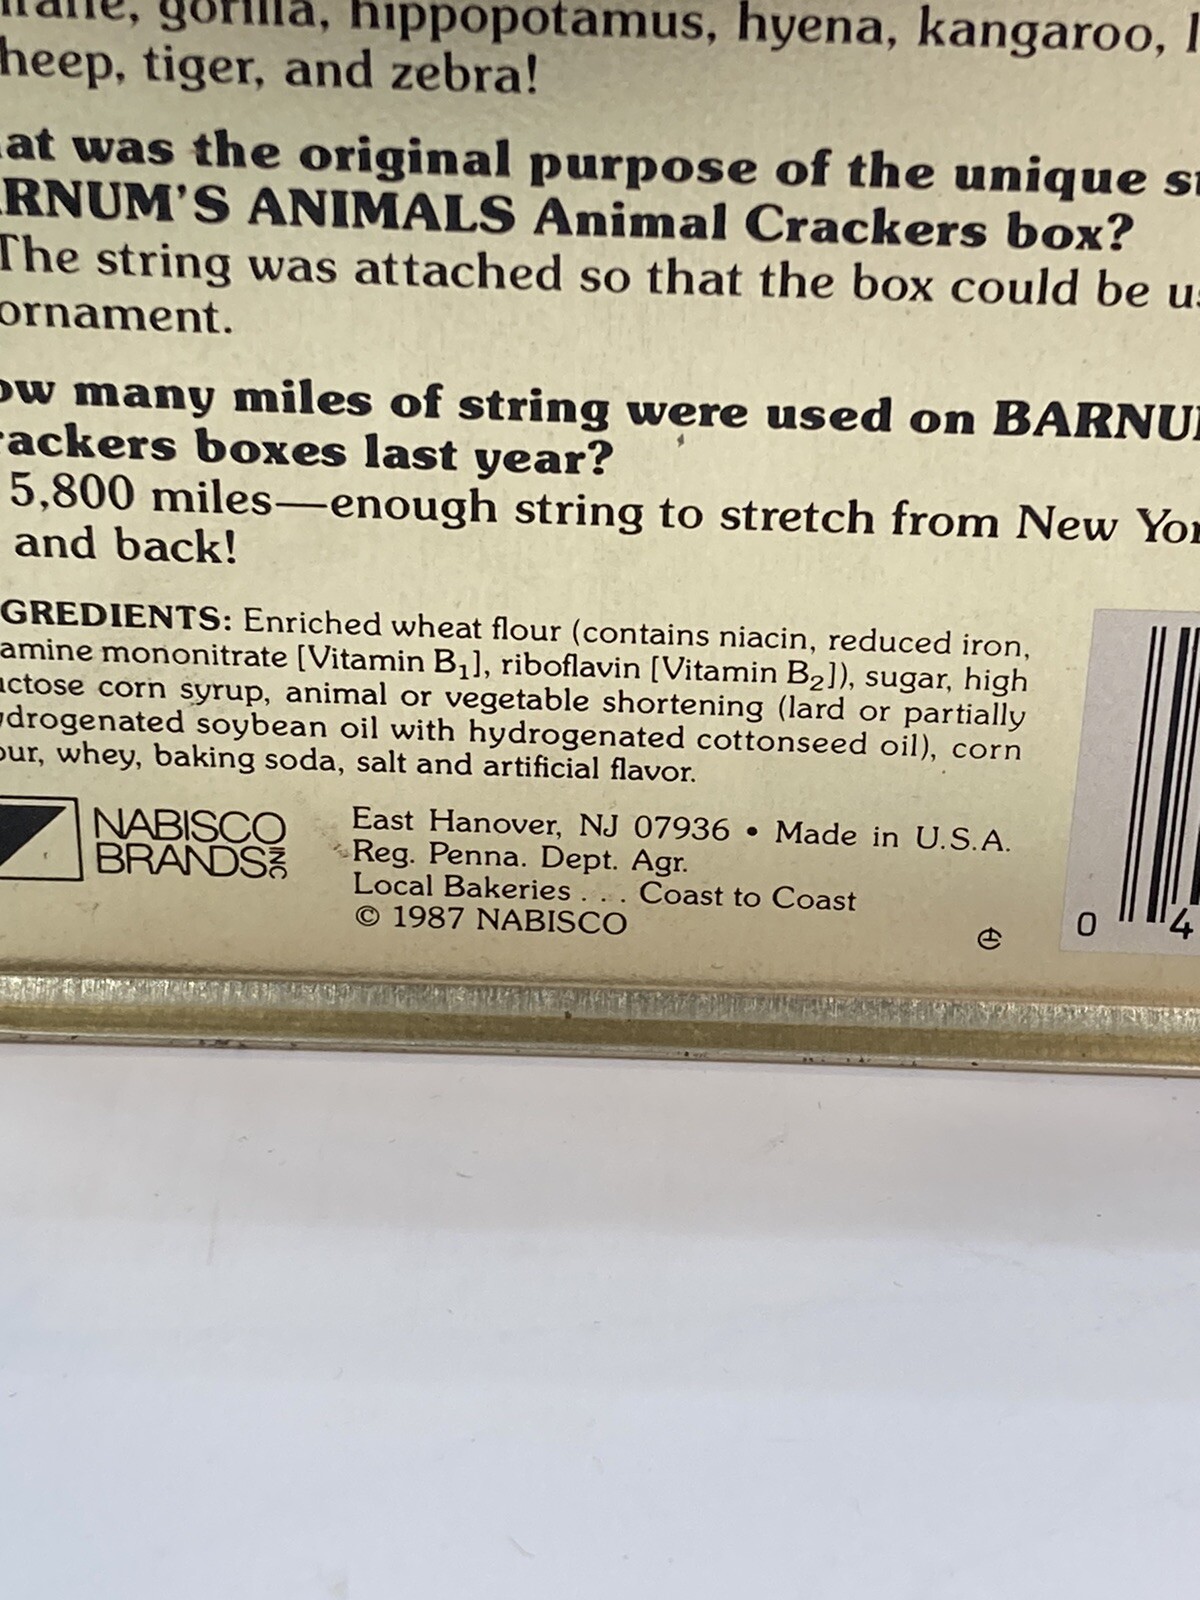 gorilla, hippopotamus, hyena, kangaroo,
heep, tiger, and zebra!
at was the original purpose of the unique
RNUM'S ANIMALS Animal Crackers box?
The string was attached so that the box could be
ornament.
ow many miles of string were used on BARNU
ackers boxes last year?
5,800 miles—enough string to stretch from New Yor
and back!
GREDIENTS: Enriched wheat flour (contains niacin, reduced iron,
amine mononitrate [Vitamin B₁], riboflavin [Vitamin B₂]), sugar, high
uctose corn syrup, animal or vegetable shortening (lard or partially
drogenated soybean oil with hydrogenated cottonseed oil), corn
our, whey, baking soda, salt and artificial flavor.
NABISCO
BRANDS INC
East Hanover, NJ 07936 • Made in U.S.A.
Reg. Penna. Dept. Agr.
Local Bakeries . . . Coast to Coast
© 1987 NABISCO
0 4